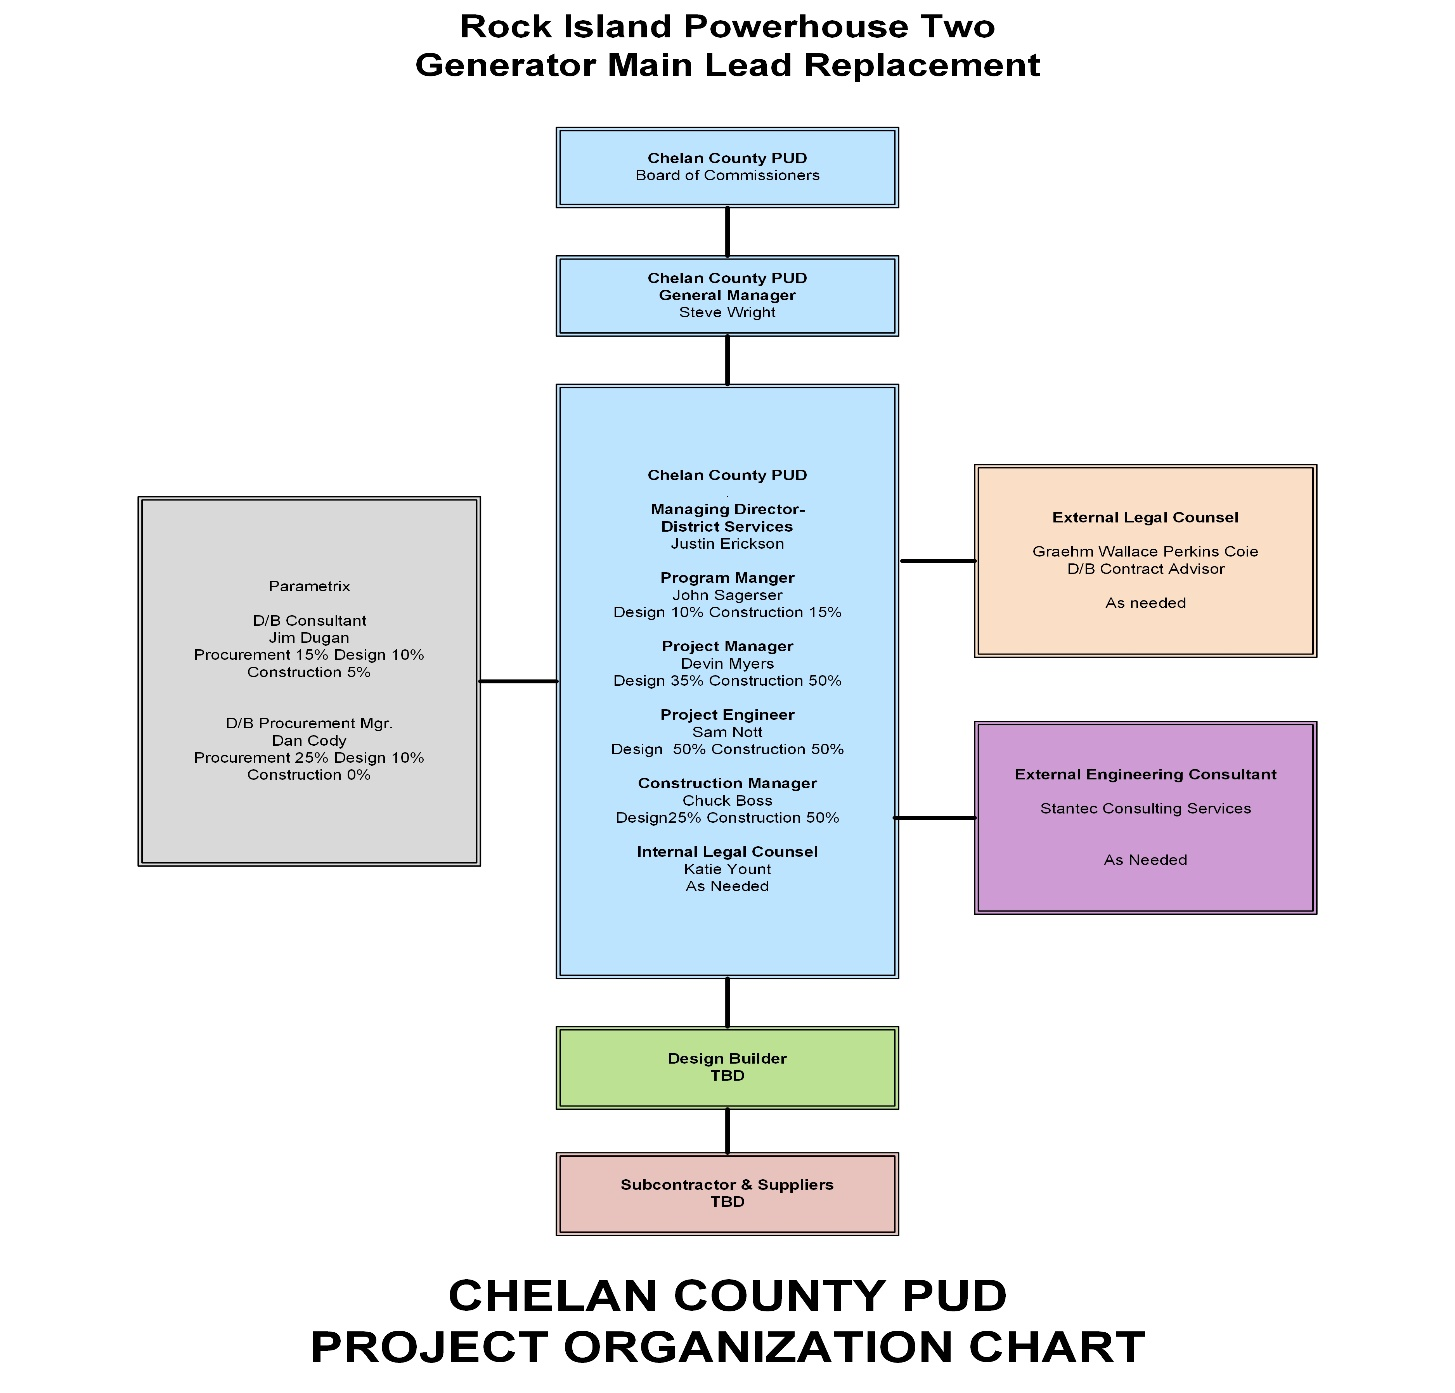 Rock Island Powerhouse Two
Generator Main Lead Replacement
Chelan County PUD
Board of Commissioners
Chelan County PUD
General Manager
Steve Wright
Chelan County PUD
Managing Director-
District Services
Justin Erickson
Program Manger
John Sagerser
Design 10% Construction 15%
Project Manager
Devin Myers
Design 35% Construction 50%
Project Engineer
Sam Nott
Design  50% Construction 50%
Construction Manager
Chuck Boss
Design25% Construction 50%
Internal Legal Counsel
Katie Yount
As Needed
Parametrix
D/B Consultant
Jim Dugan
Procurement 15% Design 10%
Construction 5%
D/B Procurement Mgr.
Dan Cody
Procurement 25% Design 10%
Construction 0%
External Legal Counsel
Graehm Wallace Perkins Coie
D/B Contract Advisor
As needed
External Engineering Consultant
Stantec Consulting Services
As Needed
Design Builder
TBD
Subcontractor & Suppliers
TBD
CHELAN COUNTY PUD
PROJECT ORGANIZATION CHART